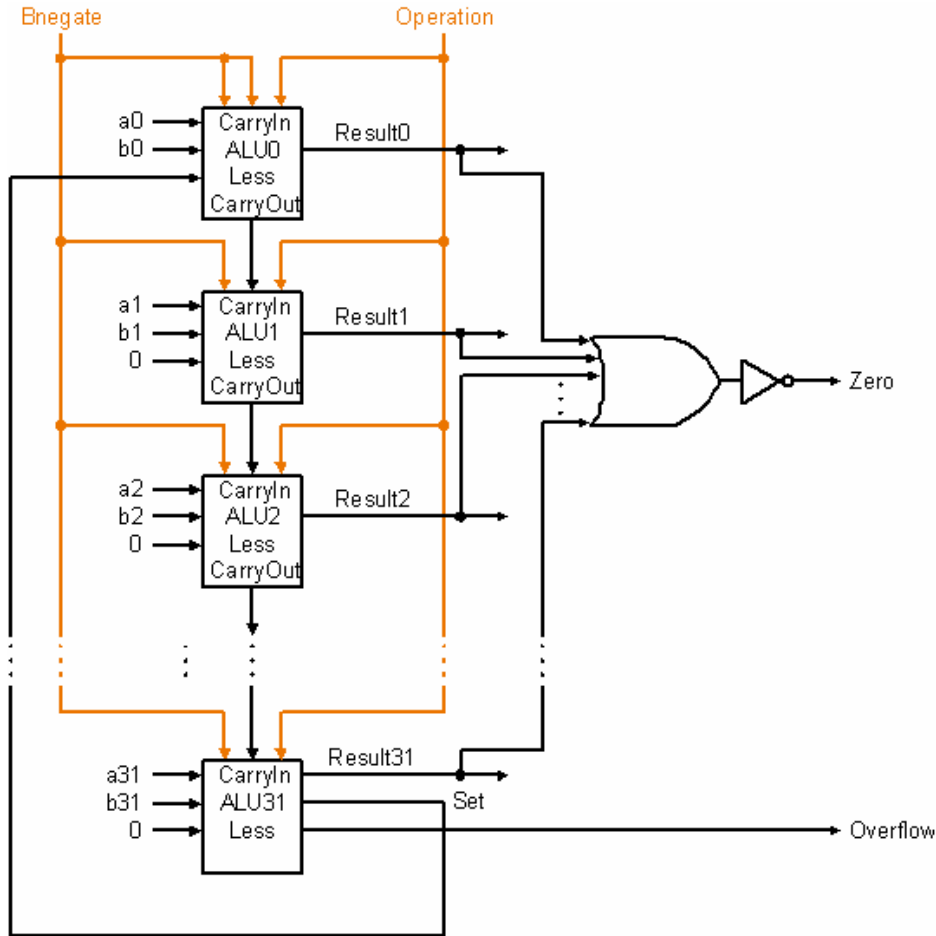 Bnegate
Operation
a0
b0
CarryIn
ALU0
Less
CarryOut
Result0
a1
b1
0
CarryIn
ALU1
Less
CarryOut
Result1
a2
b2
0
CarryIn
ALU2
Less
CarryOut
Result2
Zero
a31
b31
0
CarryIn
ALU31
Less
Result31
Set
Overflow